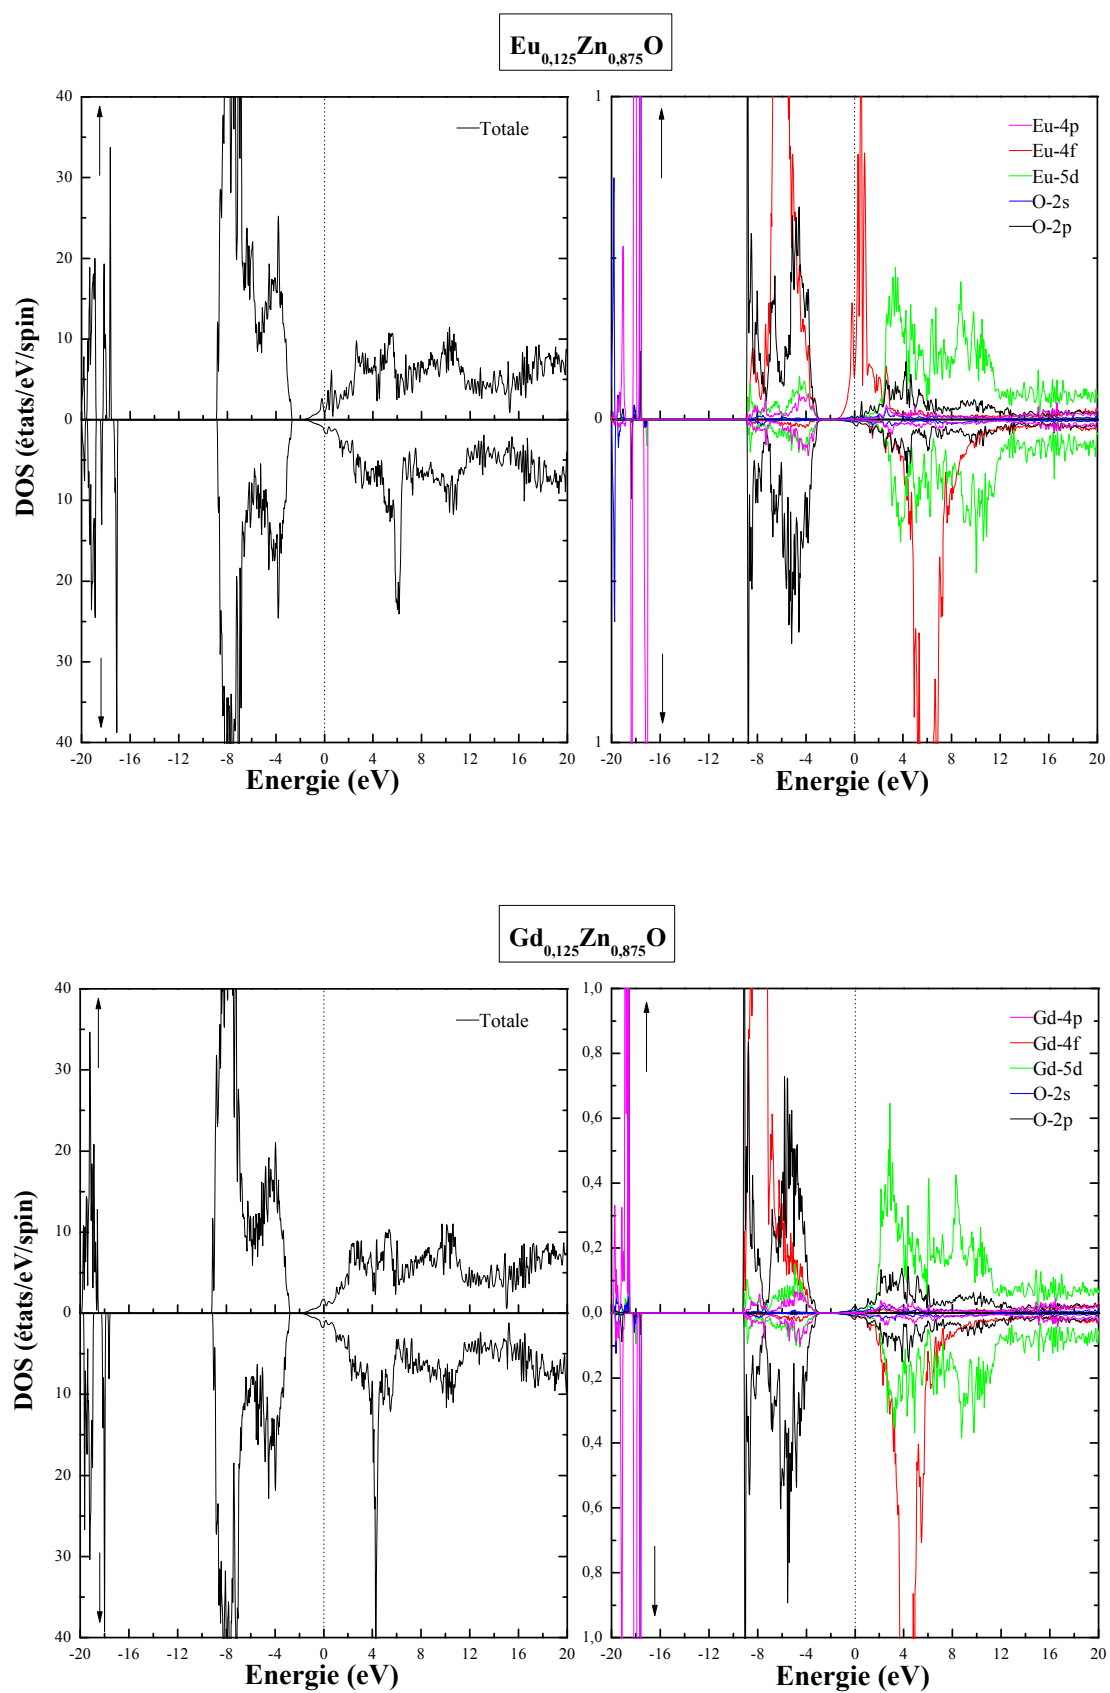 Eu0,125Zn0,875O
40
30
20
10
0
10
20
30
40
DOS (états/eV/spin)
Totale
-20 -16 -12 -8 -4 0 4 8 12 16 20
Energie (eV)
1
0
1
Eu-4p
Eu-4f
Eu-5d
O-2s
O-2p
-20 -16 -12 -8 -4 0 4 8 12 16 20
Energie (eV)
Gd0,125Zn0,875O
40
30
20
10
0
10
20
30
40
DOS (états/eV/spin)
Totale
-20 -16 -12 -8 -4 0 4 8 12 16 20
Energie (eV)
1,0
0,8
0,6
0,4
0,2
0,0
0,2
0,4
0,6
0,8
1,0
Gd-4p
Gd-4f
Gd-5d
O-2s
O-2p
-20 -16 -12 -8 -4 0 4 8 12 16 20
Energie (eV)